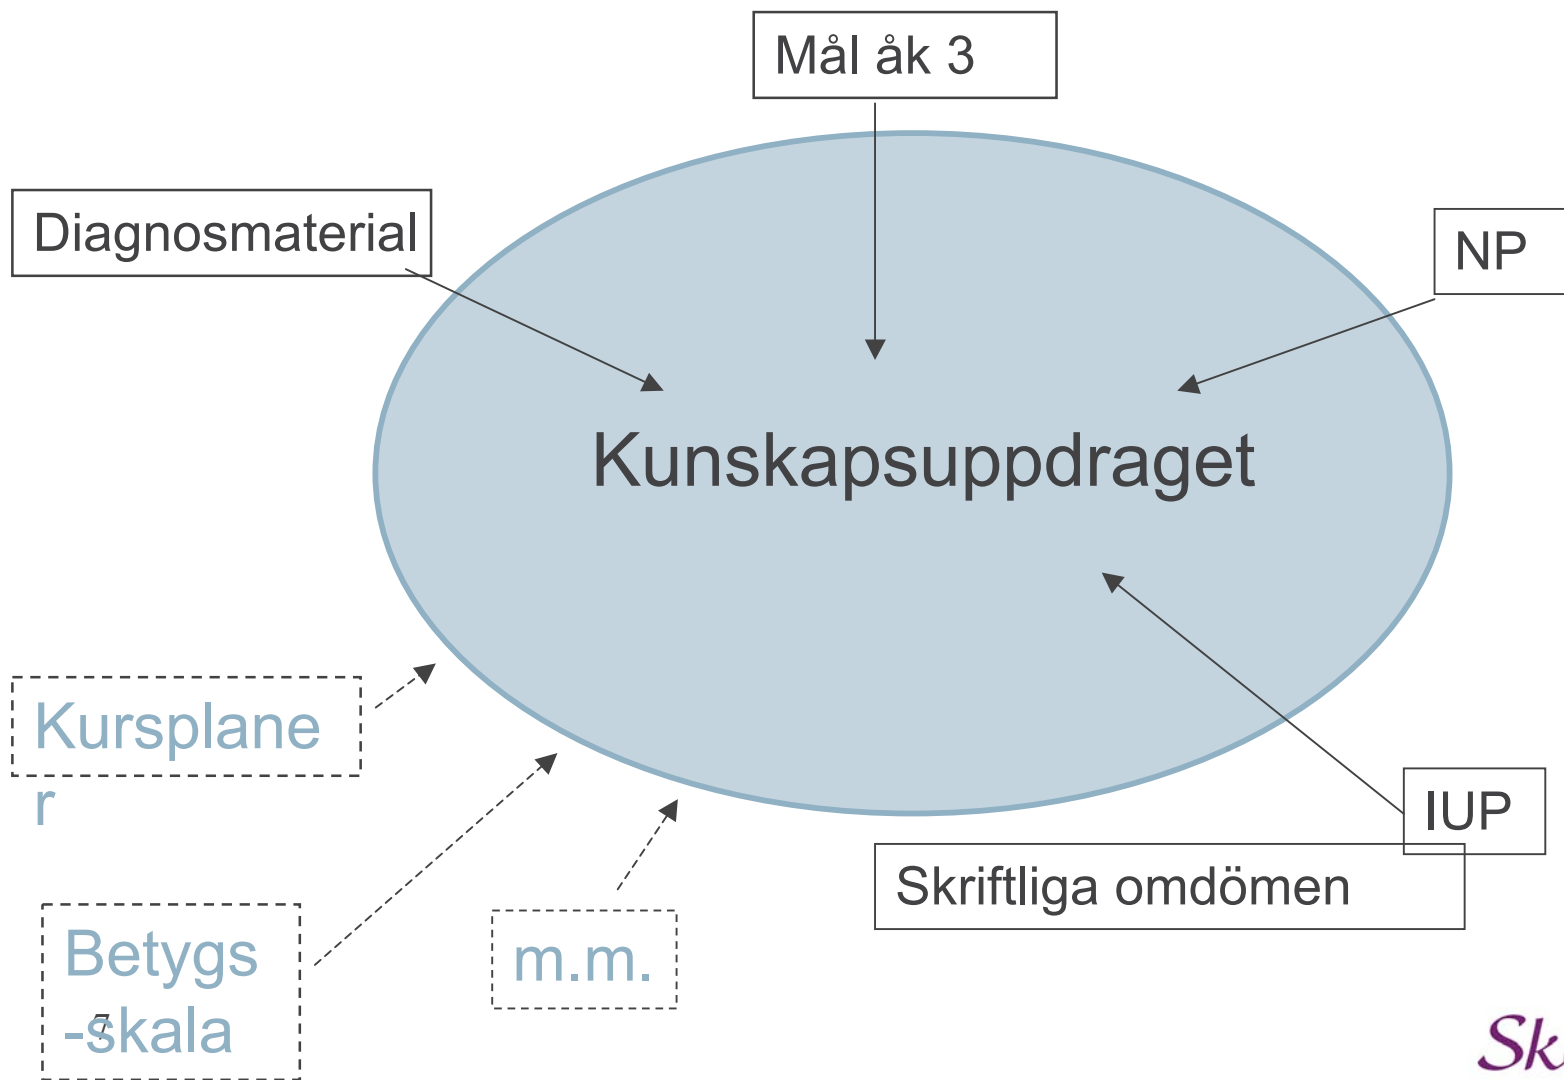 Mål åk 3
Diagnosmaterial
NP
Kunskapsuppdraget
Kursplane
r
IUP
Skriftliga omdömen
Betygs
-skala
m.m.
7
Sk